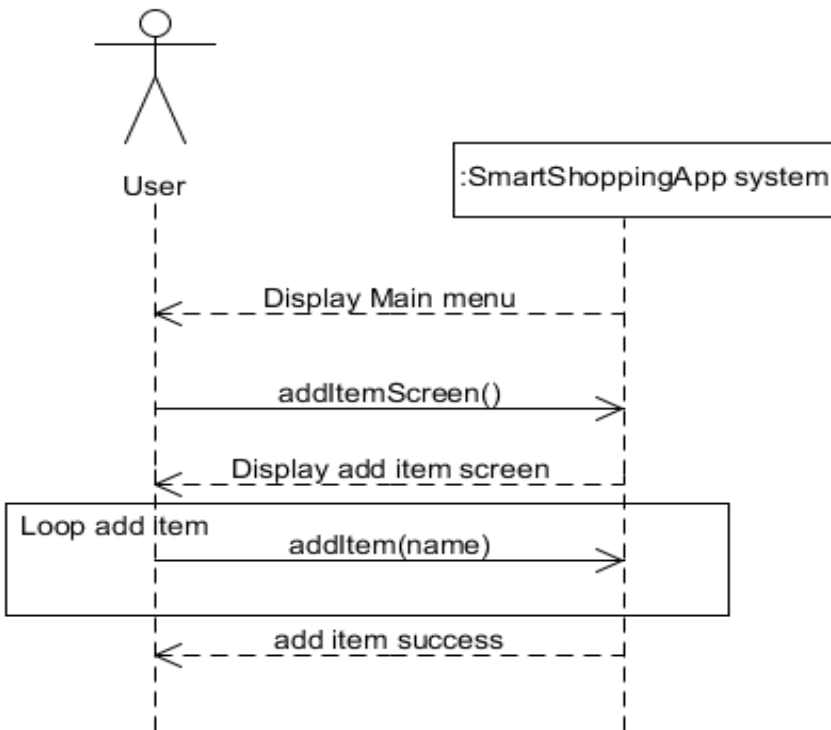 User
:SmartShoppingApp system
Display Main menu
addItemScreen()
Display add item screen
Loop add item
addItem(name)
add item success